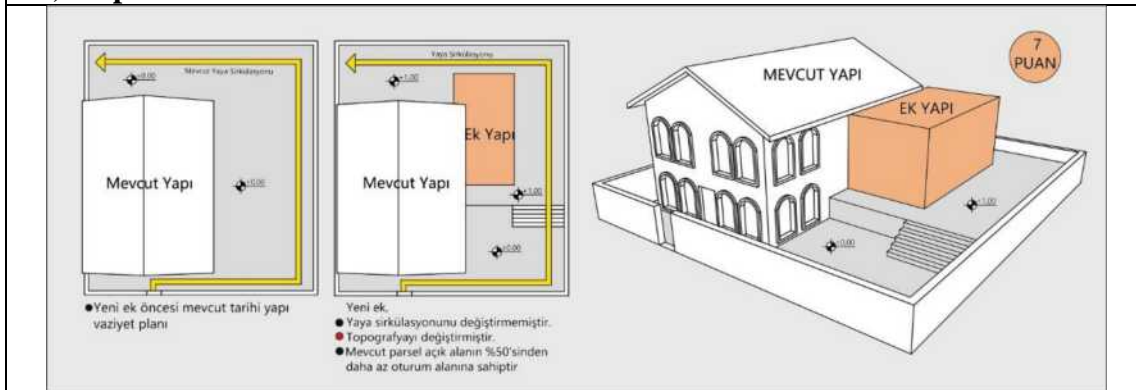 Mevcut Yaya Sirkülasyonu
±0.00
Mevcut Yapı
±0.00
●Yeni ek öncesi mevcut tarihi yapı
vaziyet planı
Yaya Sirkülasyonu
+1.00
Ek Yapı
Mevcut Yapı
+1.00
±0.00
Yeni ek,
● Yaya sirkülasyonunu değiştirmemiştir.
● Topografyayı değiştirmiştir.
●Mevcut parsel açık alanın %50'sinden
daha az oturum alanına sahiptir
MEVCUT YAPI
EK YAPI
+1.00
±0.00
7
PUAN